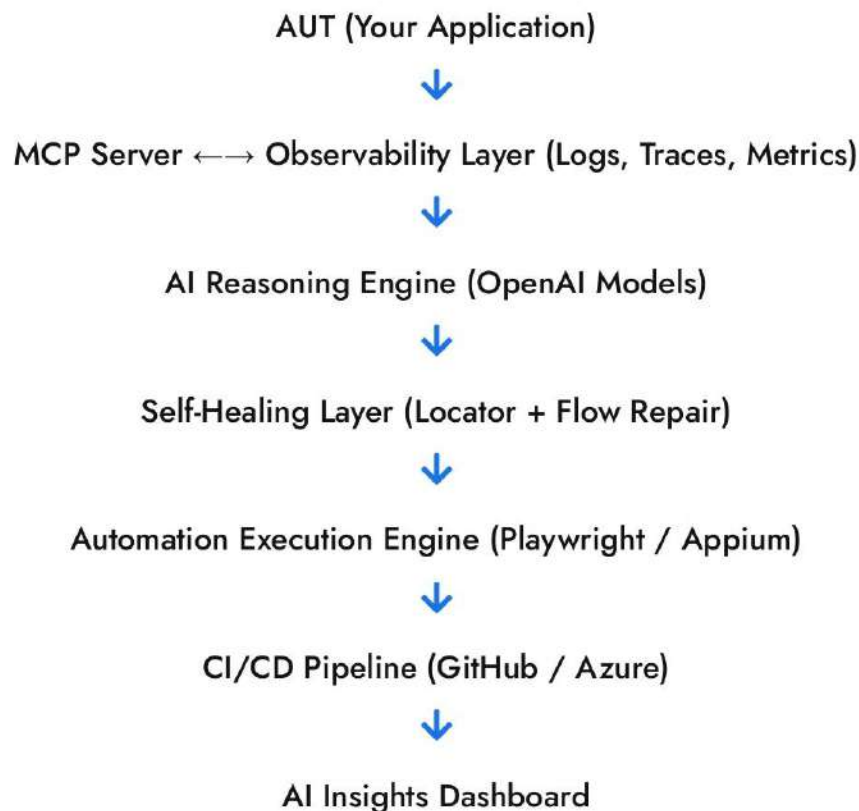 AUT (Your Application)
MCP Server ←→ Observability Layer (Logs, Traces, Metrics)
AI Reasoning Engine (OpenAI Models)
Self-Healing Layer (Locator + Flow Repair)
Automation Execution Engine (Playwright / Appium)
CI/CD Pipeline (GitHub / Azure)
AI Insights Dashboard